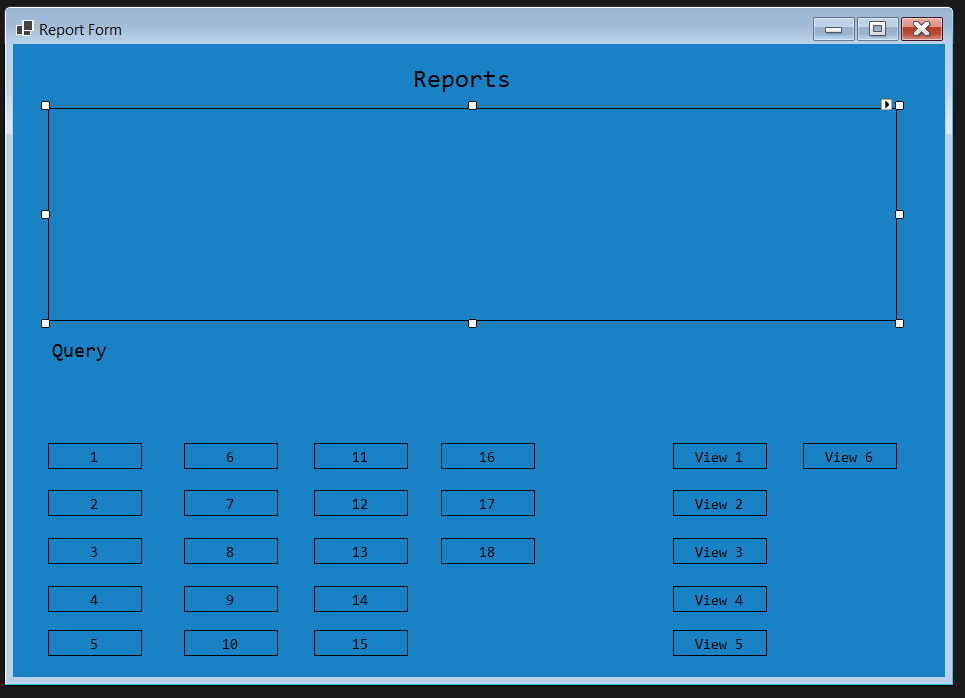 Report Form
Reports
Query
1 6 11 16 View 1 View 6
2 7 12 17 View 2
3 8 13 18 View 3
4 9 14 View 4
5 10 15 View 5